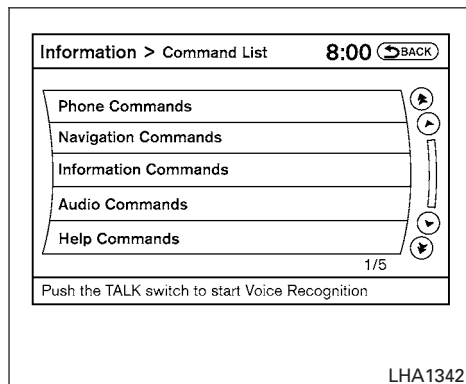 Information > Command List 8:00 BACK
Phone Commands
Navigation Commands
Information Commands
Audio Commands
Help Commands
1/5
Push the TALK switch to start Voice Recognition
LHA1342